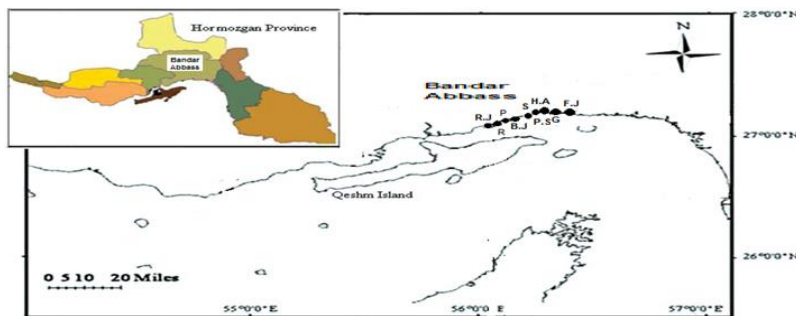 Hormozgan Province
Bandar
Abbass
28°0'0"N
N
Bandar
Abbass
H.A
S
F.J
P
R.J
P.S
G
B.J
R
27°0'0"N
Qeshm Island
26°0'0"N
0 5 10 20 Miles
55°0'0"E
56°0'0"E
57°0'0"E